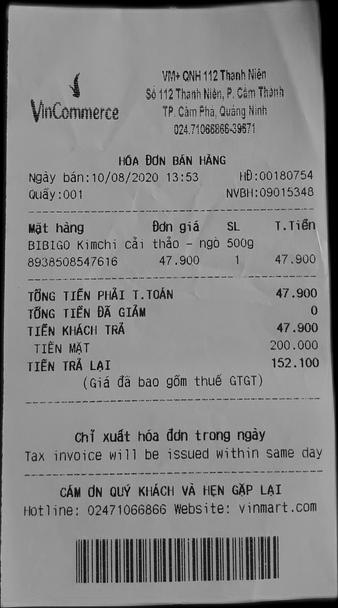 VinCommerce
VM+ QNH 112 Thanh Niên
Số 112 Thanh Niên, P. Cẩm Thành
TP. Cẩm Phả, Quảng Ninh
024.71066866-39671
HÓA ĐƠN BÁN HÀNG
Ngày bán:10/08/2020 13:53 HĐ:00180754
Quầy:001 NVBH:09015348
Mặt hàng Đơn giá SL T.Tiền
BIBIGO Kimchi cải thảo - ngò 500g
8938508547616 47.900 1 47.900
TỔNG TIỀN PHẢI T.TOÁN 47.900
TỔNG TIỀN ĐÃ GIẢM 0
TIỀN KHÁCH TRẢ 47.900
TIỀN MẶT 200.000
TIỀN TRẢ LẠI 152.100
(Giá đã bao gồm thuế GTGT)
Chỉ xuất hóa đơn trong ngày
Tax invoice will be issued within same day
CẢM ƠN QUÝ KHÁCH VÀ HẸN GẶP LẠI
Hotline: 02471066866 Website: vinmart.com